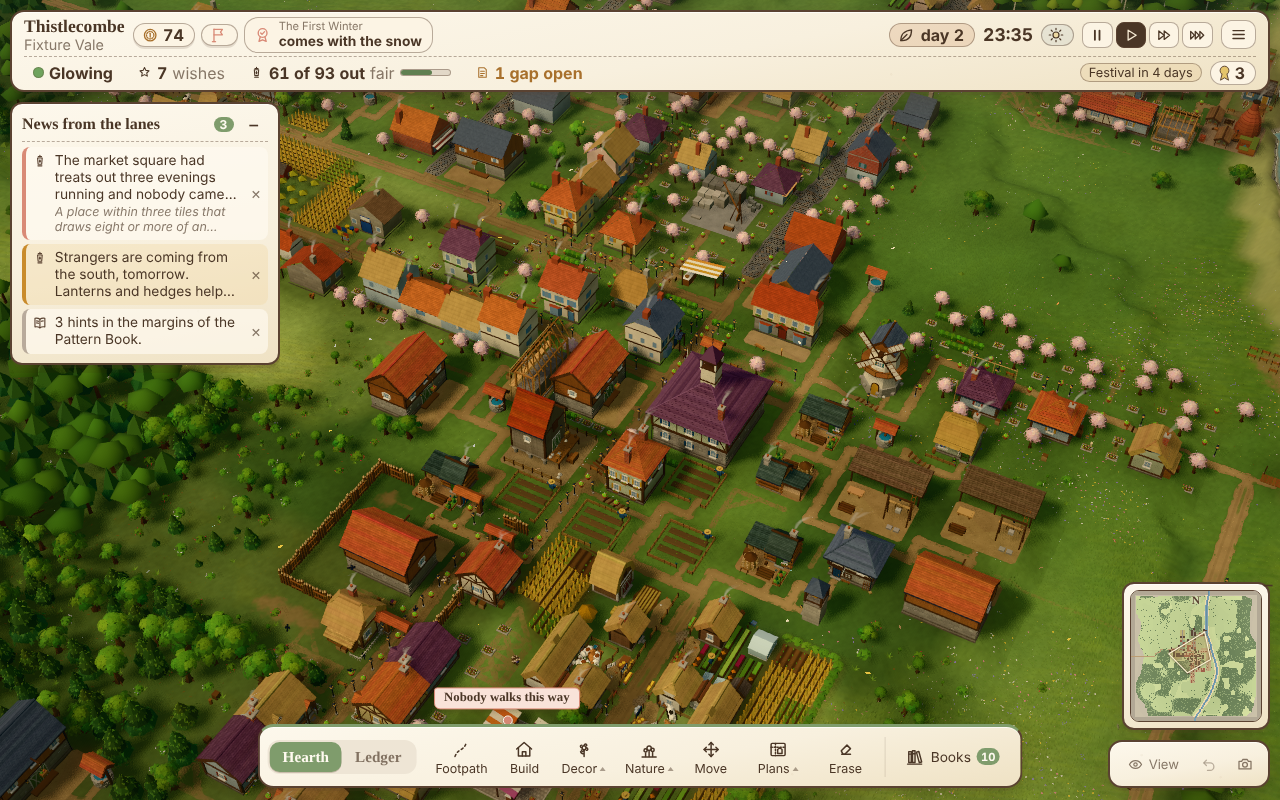 Thistlecombe
Fixture Vale
74
The First Winter
comes with the snow
day 2
23:35
Glowing
7 wishes
61 of 93 out fair
1 gap open
Festival in 4 days
3
News from the lanes
3
The market square had
treats out three evenings
running and nobody came...
A place within three tiles that
draws eight or more of an...
Strangers are coming from
the south, tomorrow.
Lanterns and hedges help...
3 hints in the margins of the
Pattern Book.
Nobody walks this way
N
Hearth
Ledger
Footpath
Build
Decor
Nature
Move
Plans
Erase
Books 10
View